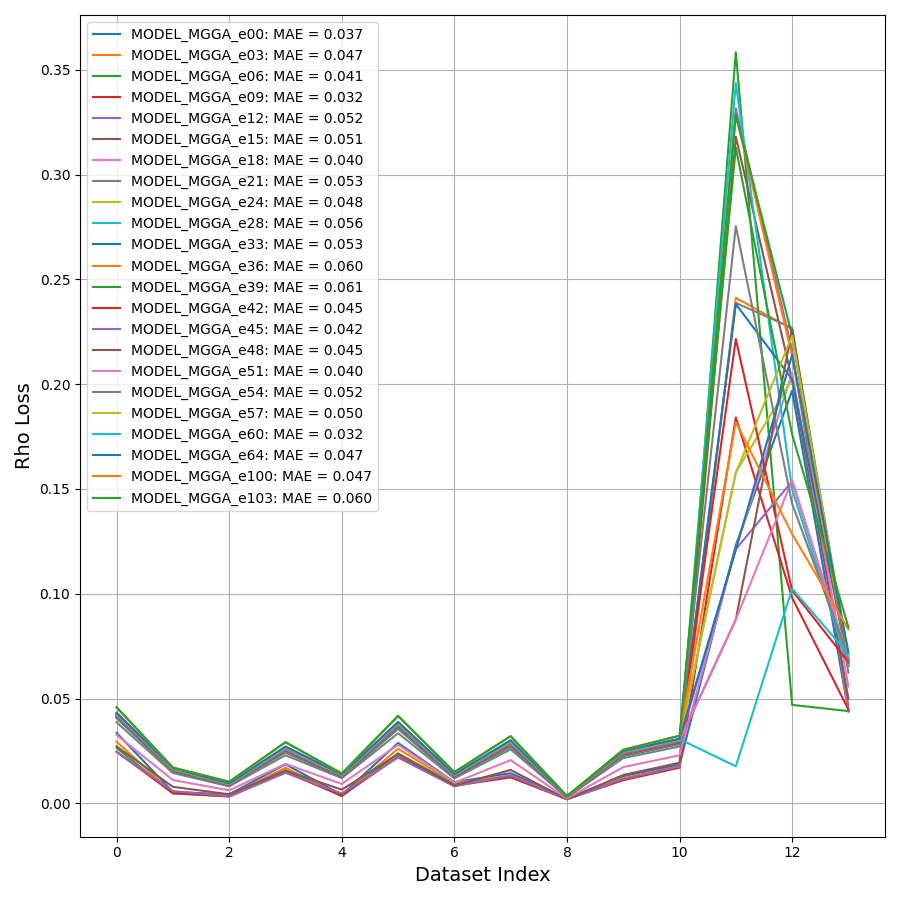 MODEL_MGGA_e00: MAE = 0.037
MODEL_MGGA_e03: MAE = 0.047
MODEL_MGGA_e06: MAE = 0.041
MODEL_MGGA_e09: MAE = 0.032
MODEL_MGGA_e12: MAE = 0.052
MODEL_MGGA_e15: MAE = 0.051
MODEL_MGGA_e18: MAE = 0.040
MODEL_MGGA_e21: MAE = 0.053
MODEL_MGGA_e24: MAE = 0.048
MODEL_MGGA_e28: MAE = 0.056
MODEL_MGGA_e33: MAE = 0.053
MODEL_MGGA_e36: MAE = 0.060
MODEL_MGGA_e39: MAE = 0.061
MODEL_MGGA_e42: MAE = 0.045
MODEL_MGGA_e45: MAE = 0.042
MODEL_MGGA_e48: MAE = 0.045
MODEL_MGGA_e51: MAE = 0.040
MODEL_MGGA_e54: MAE = 0.052
MODEL_MGGA_e57: MAE = 0.050
MODEL_MGGA_e60: MAE = 0.032
MODEL_MGGA_e64: MAE = 0.047
MODEL_MGGA_e100: MAE = 0.047
MODEL_MGGA_e103: MAE = 0.060
0.35
0.30
0.25
0.20
0.15
0.10
0.05
0.00
Rho Loss
0 2 4 6 8 10 12
Dataset Index